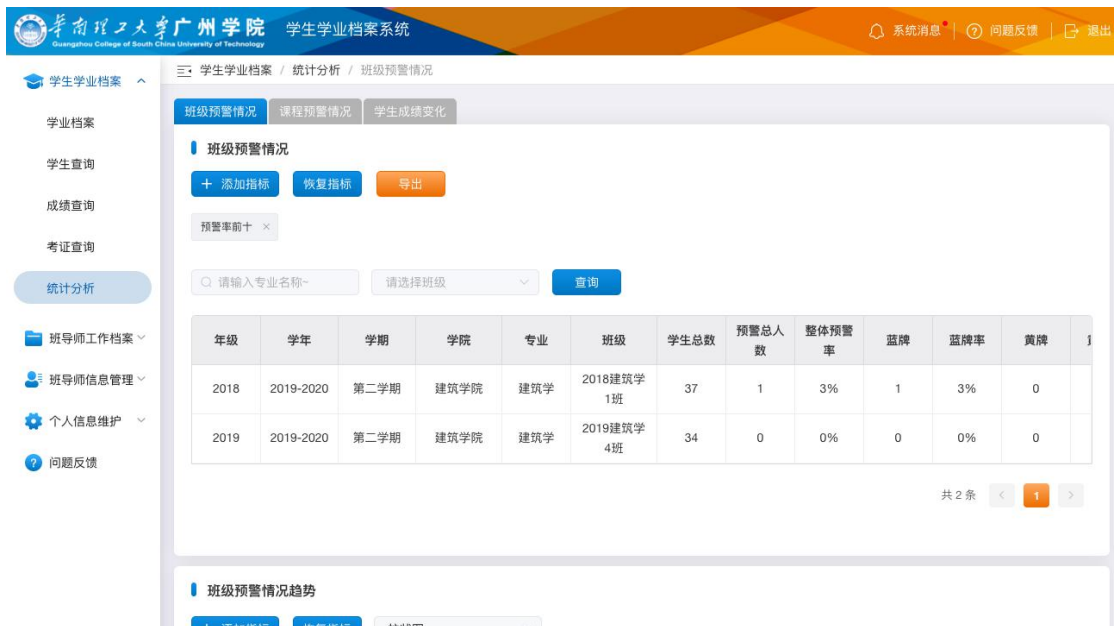 华南理工大学广州学院 学生学业档案系统
Guangzhou College of South China University of Technology
系统消息 问题反馈 退出
学生学业档案
学生学业档案 / 统计分析 / 班级预警情况
学业档案
学生查询
成绩查询
考证查询
统计分析
班导师工作档案
班导师信息管理
个人信息维护
问题反馈
班级预警情况 课程预警情况 学生成绩变化
班级预警情况
+ 添加指标 恢复指标 导出
预警率前十 ×
请输入专业名称~ 请选择班级 查询
年级 学年 学期 学院 专业 班级 学生总数 预警总人数 整体预警率 蓝牌 蓝牌率 黄牌
2018 2019-2020 第二学期 建筑学院 建筑学 2018建筑学1班 37 1 3% 1 3% 0
2019 2019-2020 第二学期 建筑学院 建筑学 2019建筑学4班 34 0 0% 0 0% 0
共 2 条 < 1 >
班级预警情况趋势